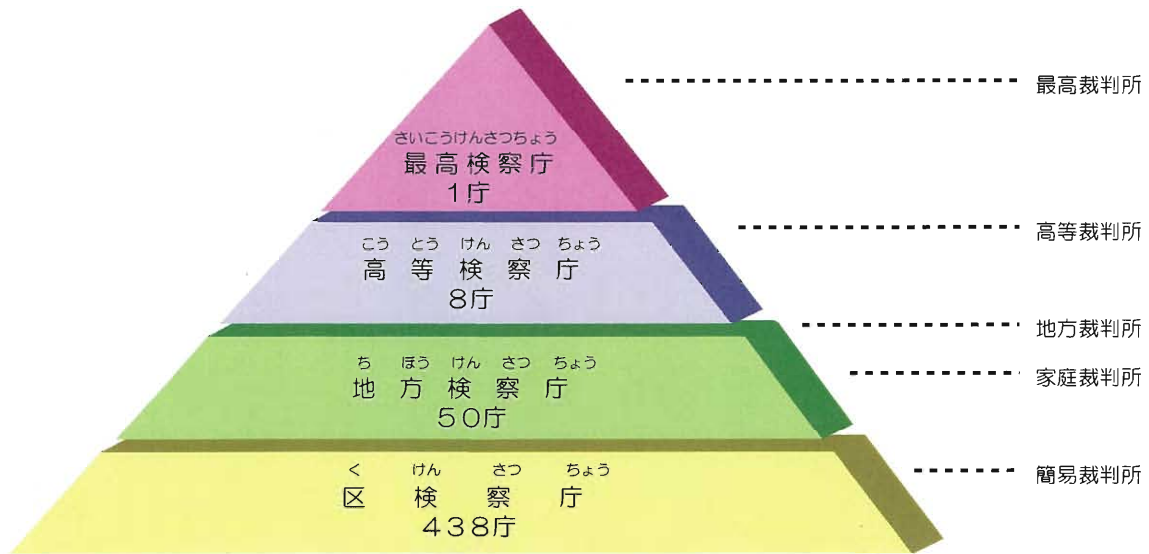 最高裁判所
さいこうけんさつちょう
最高検察庁
1庁
高等裁判所
こう とう けん さつ ちょう
高等検察庁
8庁
地方裁判所
ち ほう けん さつ ちょう
地方検察庁
50庁
家庭裁判所
く けん さつ ちょう
区検察庁
438庁
簡易裁判所